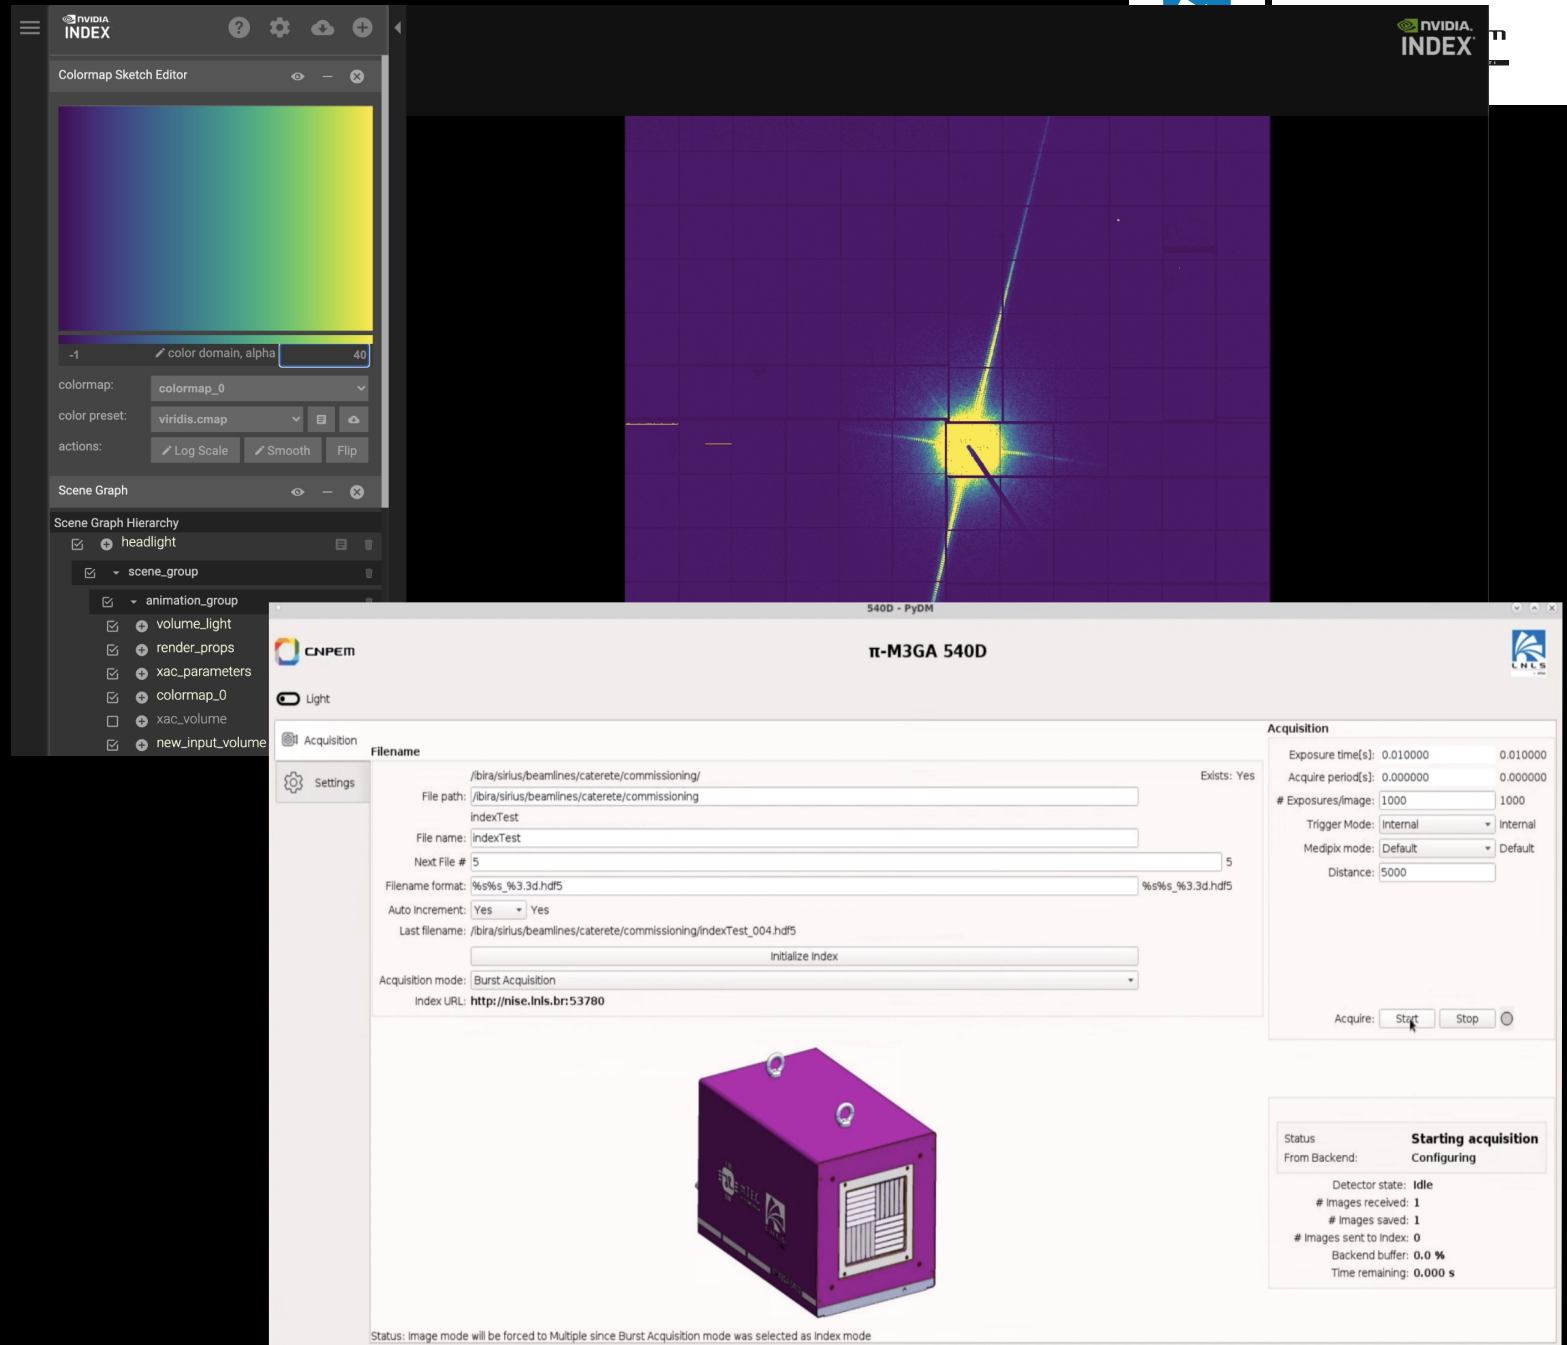 NVIDIA
INDEX
NVIDIA.
INDEX
m
Colormap Sketch Editor
-1
color domain, alpha
40
colormap:
colormap_0
color preset:
viridis.cmap
actions:
Log Scale
Smooth
Flip
Scene Graph
Scene Graph Hierarchy
headlight
scene_group
animation_group
volume_light
render_props
xac_parameters
colormap_0
xac_volume
new_input_volume
540D - PyDM
CNPEM
π-M3GA 540D
LNLS
Light
Acquisition
Settings
Filename
/ibira/sirius/beamlines/caterete/commissioning/
Exists: Yes
File path: /ibira/sirius/beamlines/caterete/commissioning
indexTest
File name: indexTest
Next File # 5 5
Filename format: %s%s_%3.3d.hdf5 %s%s_%3.3d.hdf5
Auto Increment: Yes Yes
Last filename: /ibira/sirius/beamlines/caterete/commissioning/indexTest_004.hdf5
Initialize Index
Acquisition mode: Burst Acquisition
Index URL: http://nise.lnls.br:53780
Acquisition
Exposure time[s]: 0.010000 0.010000
Acquire period[s]: 0.000000 0.000000
# Exposures/image: 1000 1000
Trigger Mode: Internal Internal
Medipix mode: Default Default
Distance: 5000
Acquire: Start Stop
Status Starting acquisition
From Backend: Configuring
Detector state: Idle
# Images received: 1
# Images saved: 1
# Images sent to Index: 0
Backend buffer: 0.0 %
Time remaining: 0.000 s
LNLS
Status: Image mode will be forced to Multiple since Burst Acquisition mode was selected as Index mode